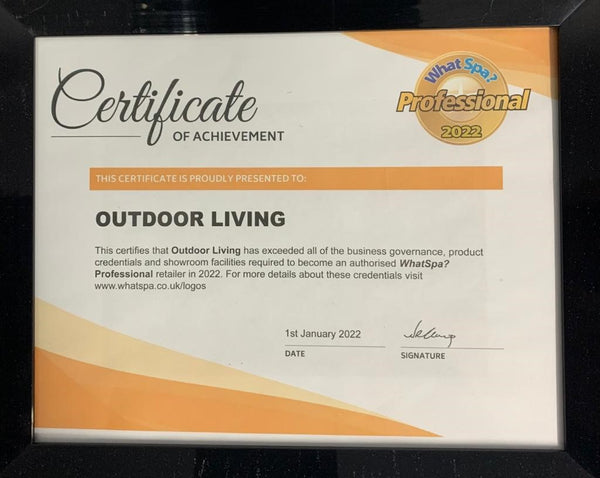 Certificate
OF ACHIEVEMENT
What Spa?
Professional
2022
THIS CERTIFICATE IS PROUDLY PRESENTED TO:
OUTDOOR LIVING
This certifies that Outdoor Living has exceeded all of the business governance, product
credentials and showroom facilities required to become an authorised WhatSpa?
Professional retailer in 2022. For more details about these credentials visit
www.whatspa.co.uk/logos
1st January 2022
DATE
SIGNATURE